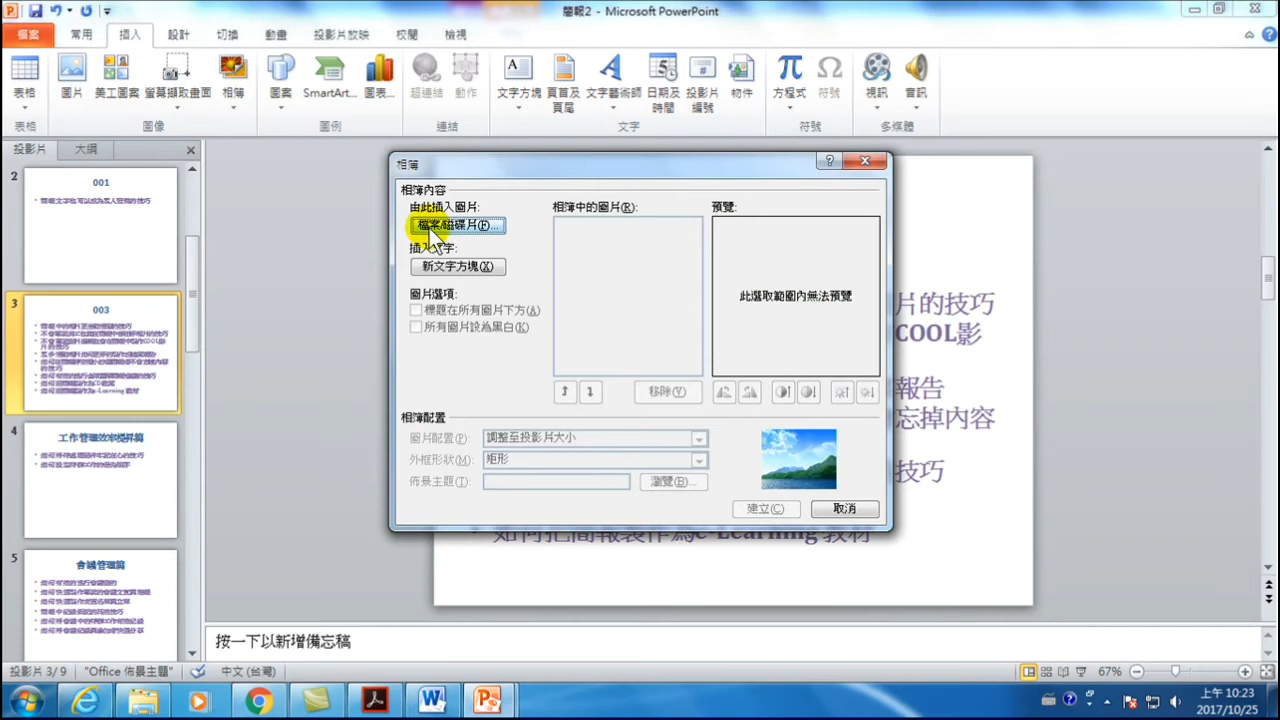 簡報2 - Microsoft PowerPoint
檔案 常用 插入 設計 切換 動畫 投影片放映 校閱 檢視
表格 圖片 美工圖案 螢幕擷取畫面 相簿 圖案 SmartArt... 圖表... 超連結 動作 文字方塊 頁首及頁尾 文字藝術師 日期及時間 投影片編號 物件 方程式 符號 視訊 音訊
表格 圖像 圖例 連結 文字 符號 多媒體
投影片 大綱
2
001
3
003
4
工作管理效率提昇篇
5
會議管理篇
相簿
相簿內容
由此插入圖片:
檔案/磁碟片(F)...
插入文字:
新文字方塊(X)
圖片選項:
標題在所有圖片下方(A)
所有圖片設為黑白(K)
相簿中的圖片(R):
預覽:
此選取範圍內無法預覽
移除(V)
相簿配置
圖片配置(P):
調整至投影片大小
外框形狀(M):
矩形
佈景主題(T):
瀏覽(B)...
建立(C)
取消
片的技巧
COOL影
報告
忘掉內容
技巧
如何把簡報製作為e-Learning 教材
按一下以新增備忘稿
投影片 3/9 "Office 佈景主題" 中文 (台灣) 67%
上午 10:23
2017/10/25